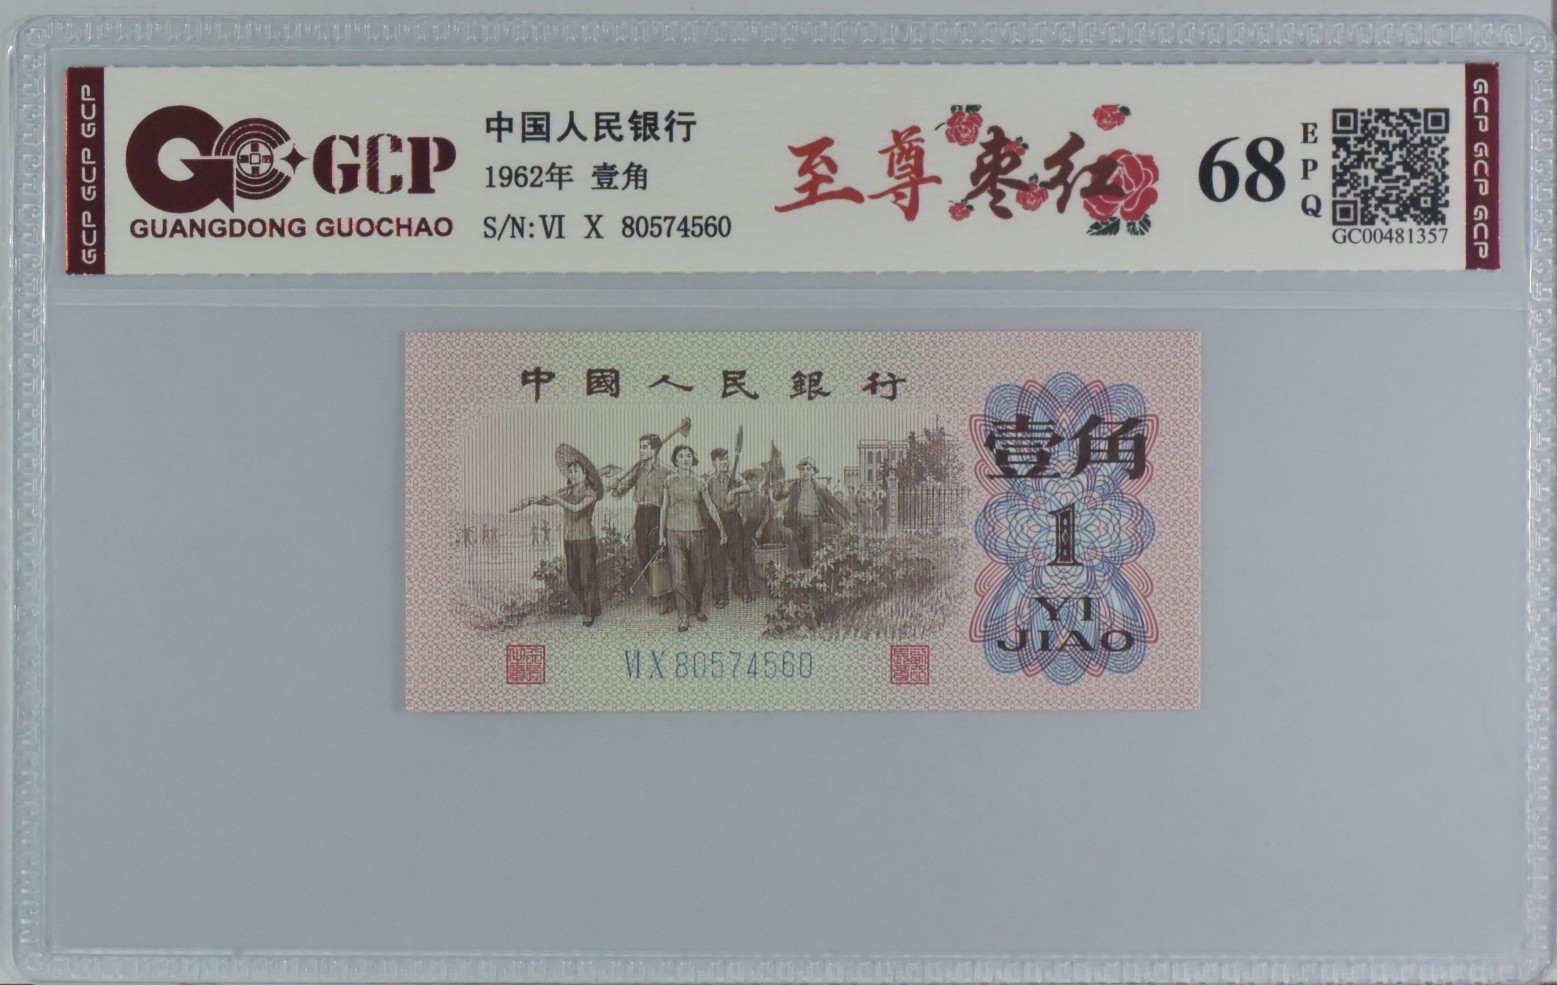 GCP GCP GCP
GCP
GUANGDONG GUOCHAO
中国人民银行
1962年 壹角
S/N: VI X 80574560
至尊枣红
68
EPQ
GC00481357
GCP GCP GCP
中國人民銀行
壹角
1
YI
JIAO
VI X 80574560